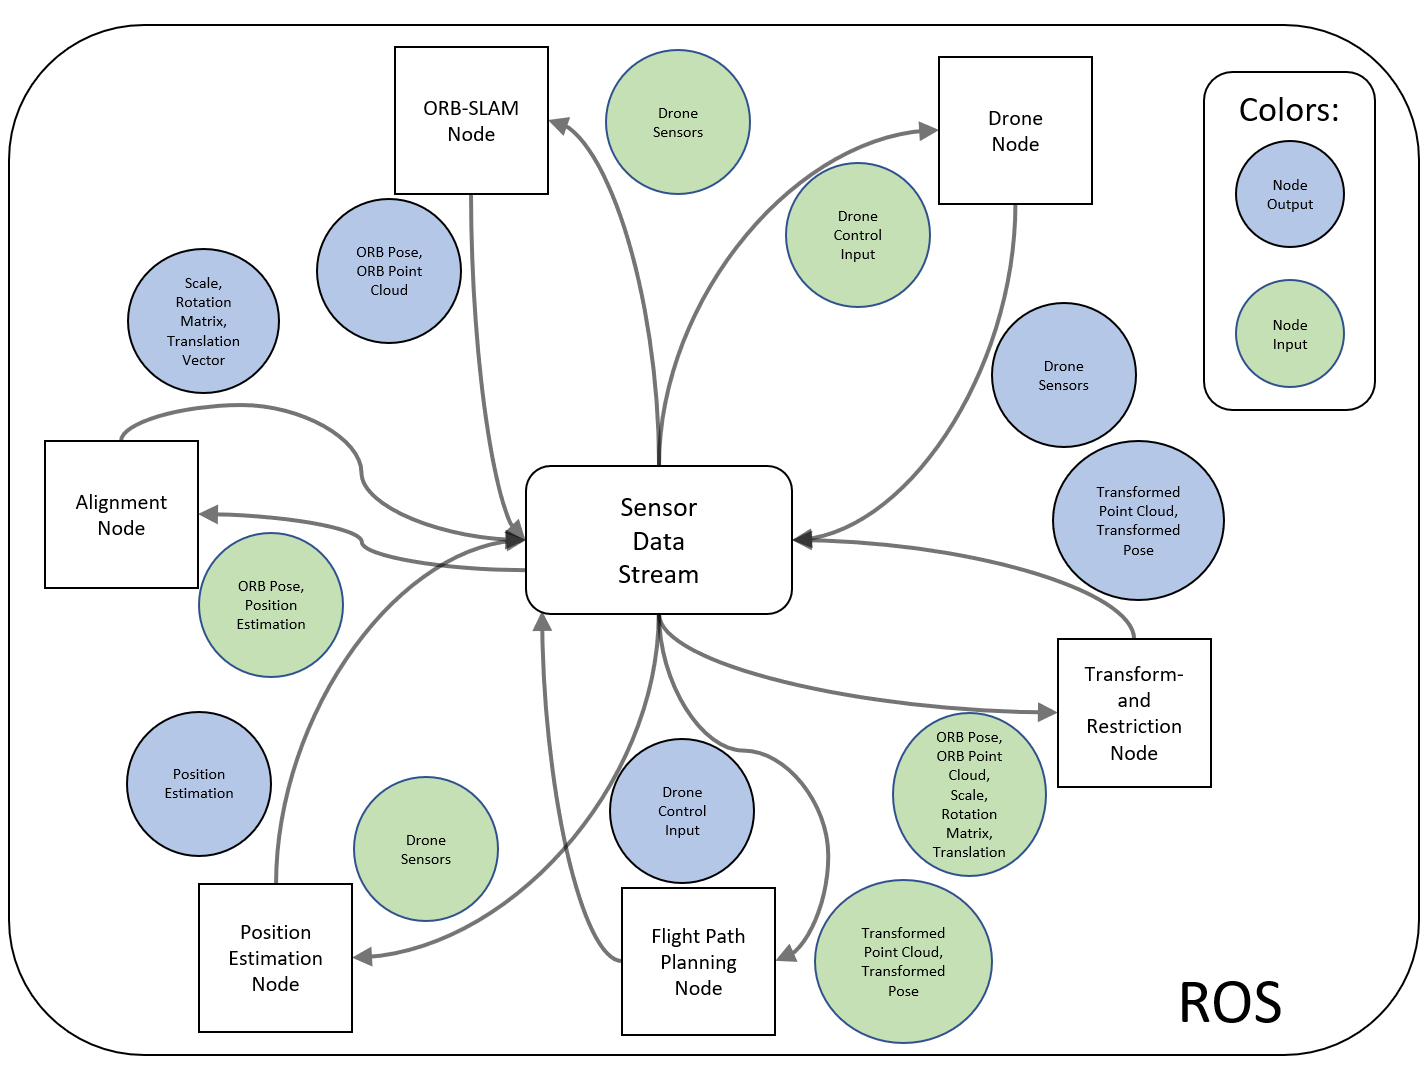 ORB-SLAM
Node
Drone
Sensors
Drone
Node
Colors:
Node
Output
Node
Input
Drone
Control
Input
ORB Pose,
ORB Point
Cloud
Scale,
Rotation
Matrix,
Translation
Vector
Drone
Sensors
Alignment
Node
Sensor
Data
Stream
Transformed
Point Cloud,
Transformed
Pose
ORB Pose,
Position
Estimation
Transform-
and
Restriction
Node
Position
Estimation
Drone
Control
Input
ORB Pose,
ORB Point
Cloud,
Scale,
Rotation
Matrix,
Translation
Drone
Sensors
Position
Estimation
Node
Flight Path
Planning
Node
Transformed
Point Cloud,
Transformed
Pose
ROS